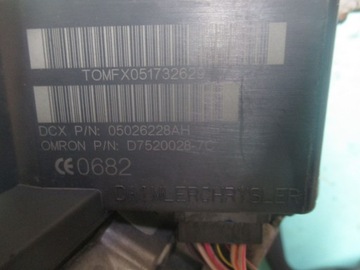 TOMFX05173262
DCX P/N: 05026228AH
OMRON P/N: D7520028-7C
CE0682
DAIMLERCHRYSLER